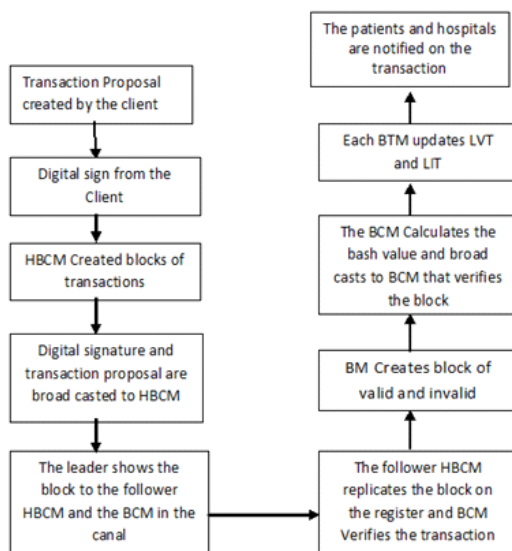 Transaction Proposal
created by the client
Digital sign from the
Client
HBCM Created blocks of
transactions
Digital signature and
transaction proposal are
broad casted to HBCM
The leader shows the
block to the follower
HBCM and the BCM in the
canal
The follower HBCM
replicates the block on
the register and BCM
Verifies the transaction
BM Creates block of
valid and invalid
The BCM Calculates the
bash value and broad
casts to BCM that verifies
the block
Each BTM updates LVT
and LIT
The patients and hospitals
are notified on the
transaction